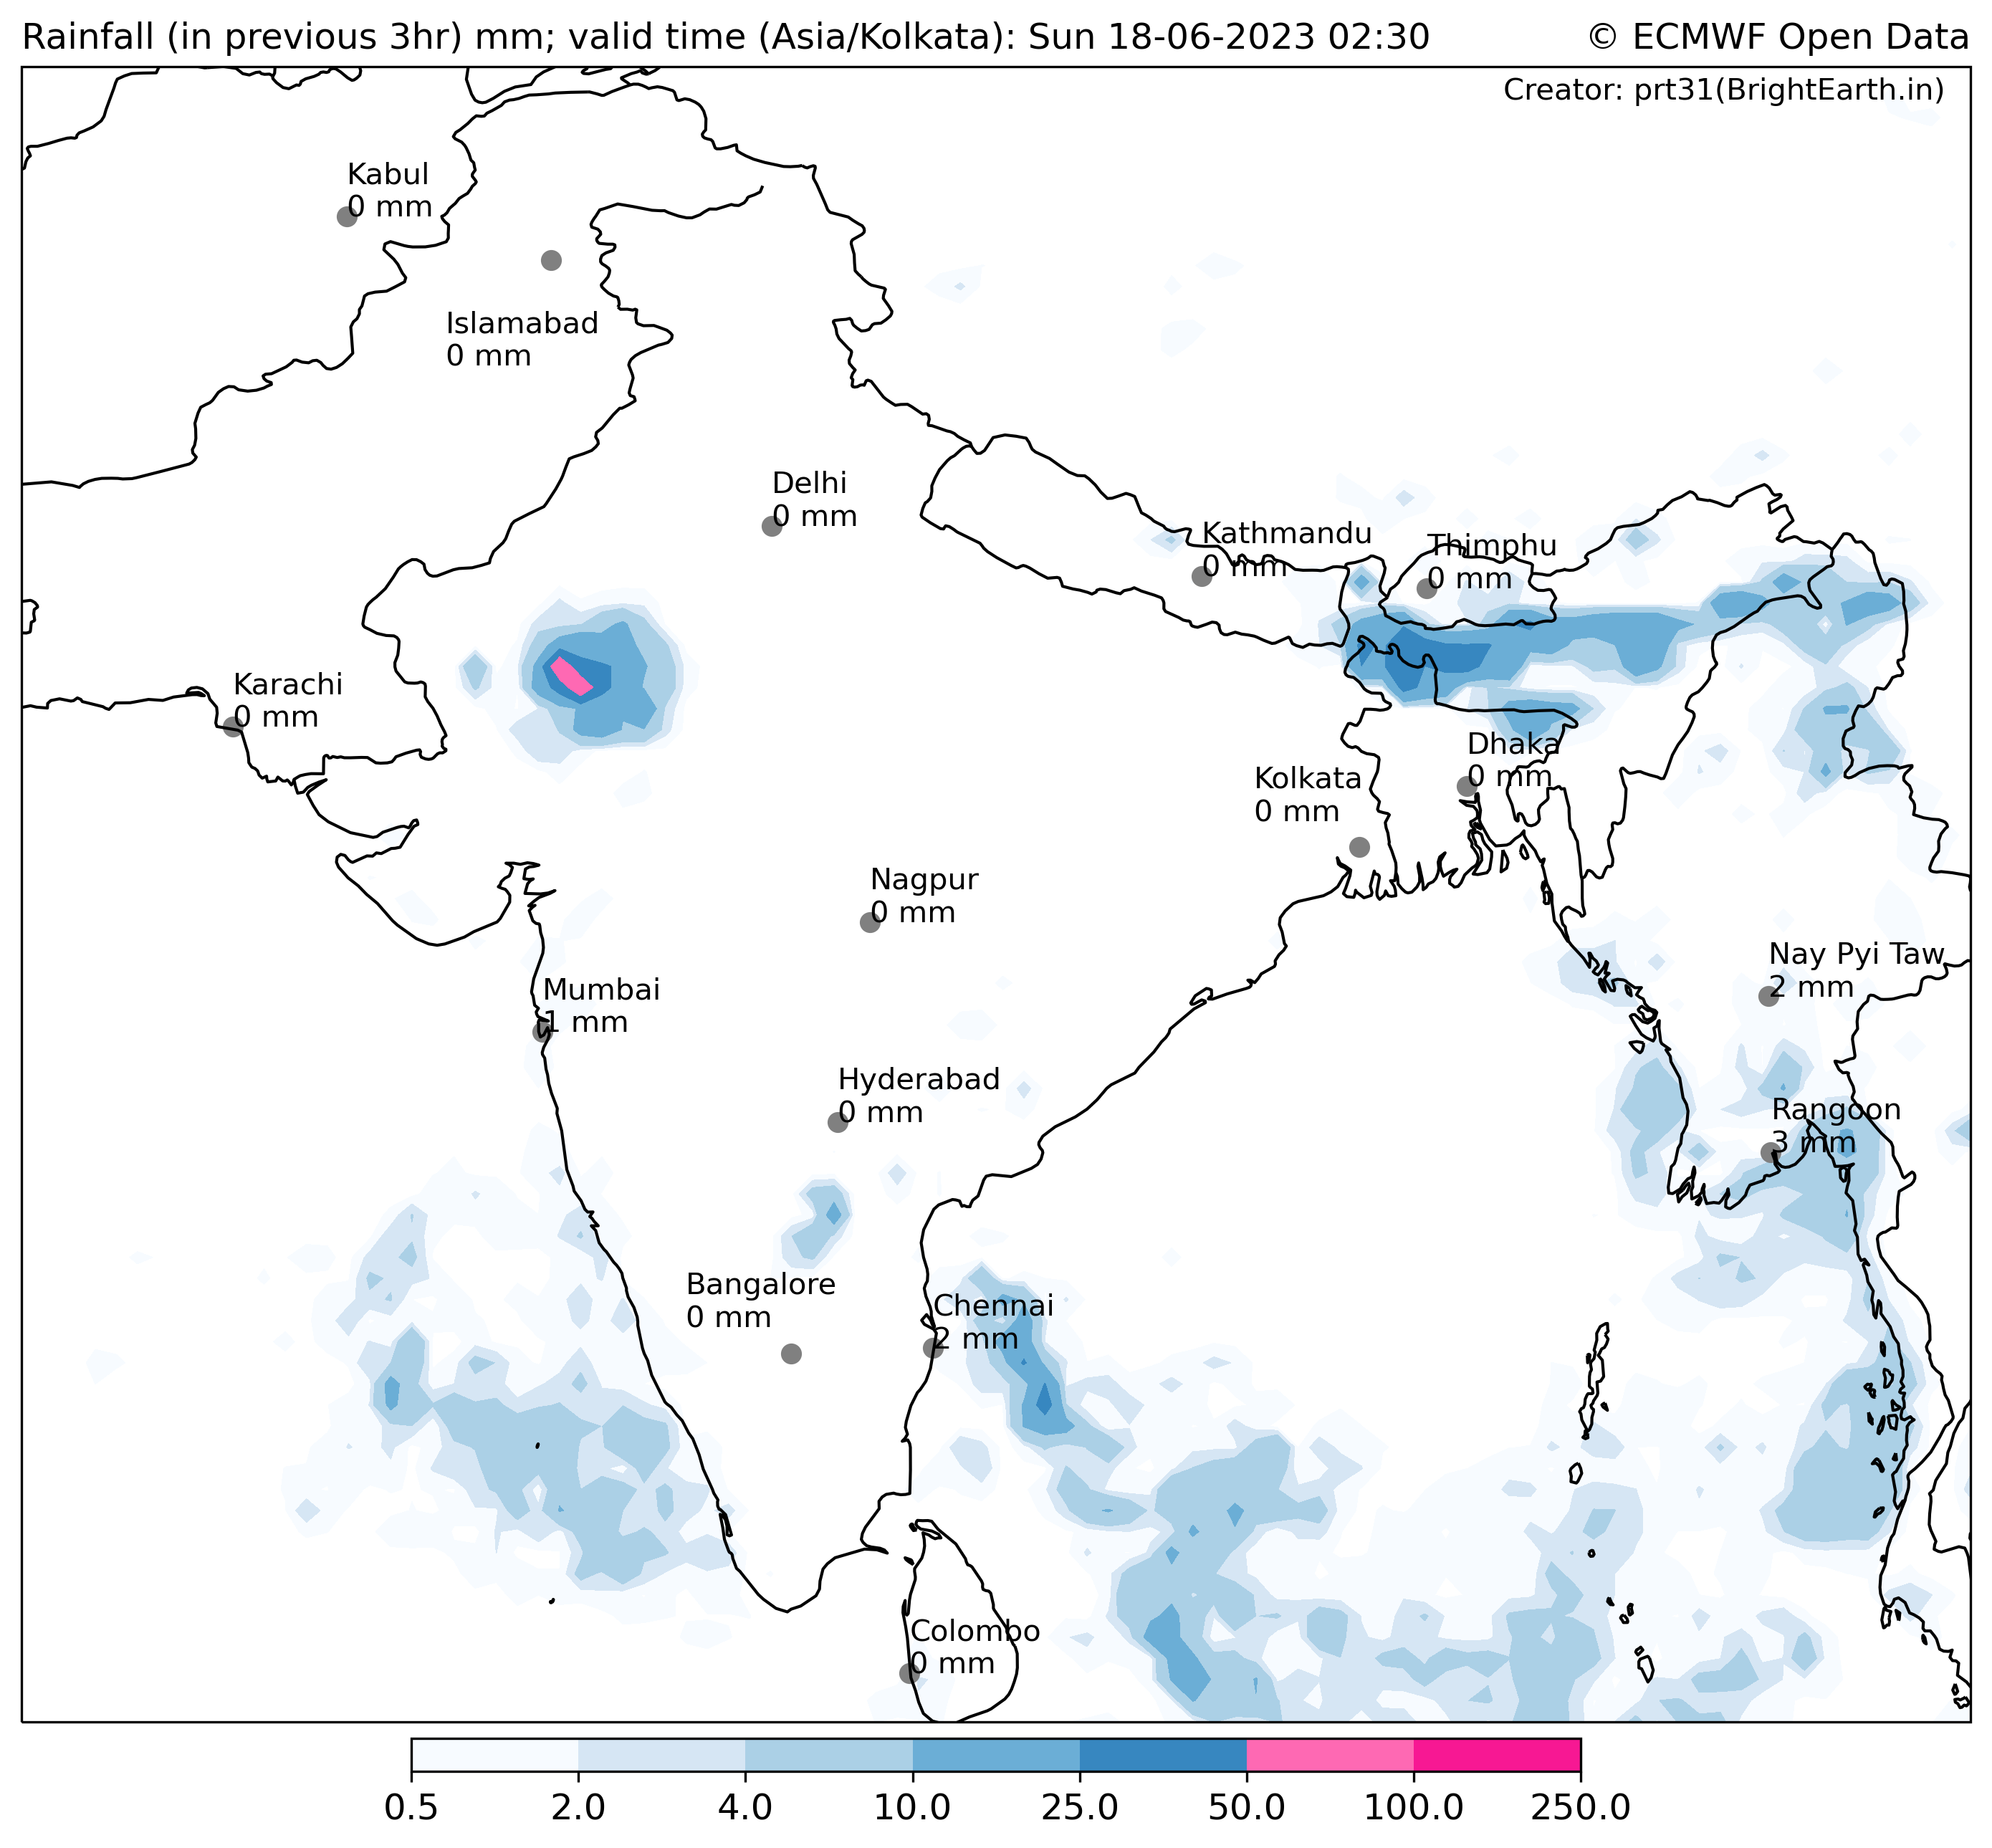 Rainfall (in previous 3hr) mm; valid time (Asia/Kolkata): Sun 18-06-2023 02:30
© ECMWF Open Data
Creator: prt31(BrightEarth.in)
Kabul
0 mm
Islamabad
0 mm
Delhi
0 mm
Kathmandu
0 mm
Thimphu
0 mm
Karachi
0 mm
Dhaka
0 mm
Kolkata
0 mm
Nagpur
0 mm
Nay Pyi Taw
2 mm
Mumbai
1 mm
Hyderabad
0 mm
Rangoon
3 mm
Bangalore
0 mm
Chennai
2 mm
Colombo
0 mm
0.5 2.0 4.0 10.0 25.0 50.0 100.0 250.0